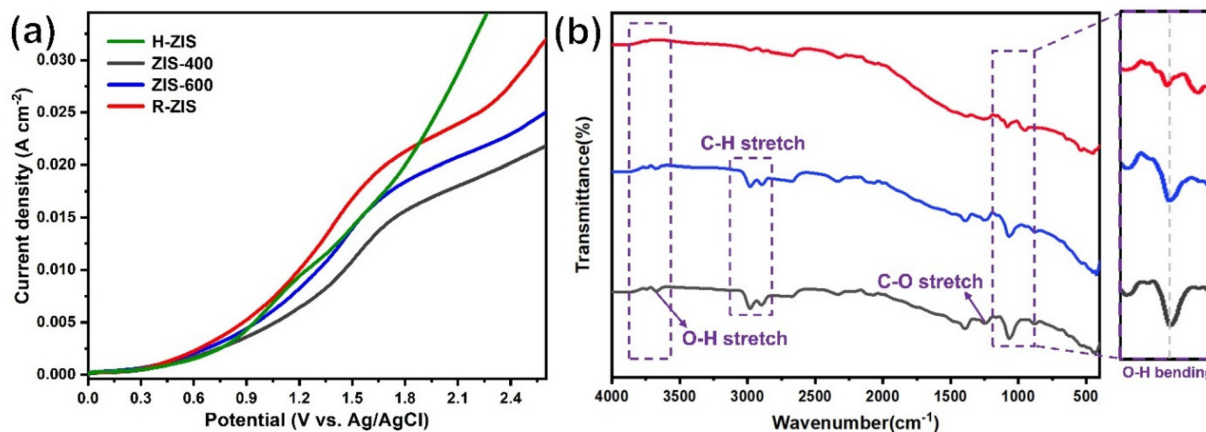 (a)
H-ZIS
ZIS-400
ZIS-600
R-ZIS
Current density (A cm⁻²)
0.030
0.025
0.020
0.015
0.010
0.005
0.000
0.0 0.3 0.6 0.9 1.2 1.5 1.8 2.1 2.4
Potential (V vs. Ag/AgCl)
(b)
Transmittance(%)
C-H stretch
C-O stretch
O-H stretch
O-H bending
4000 3500 3000 2500 2000 1500 1000 500
Wavenumber(cm⁻¹)